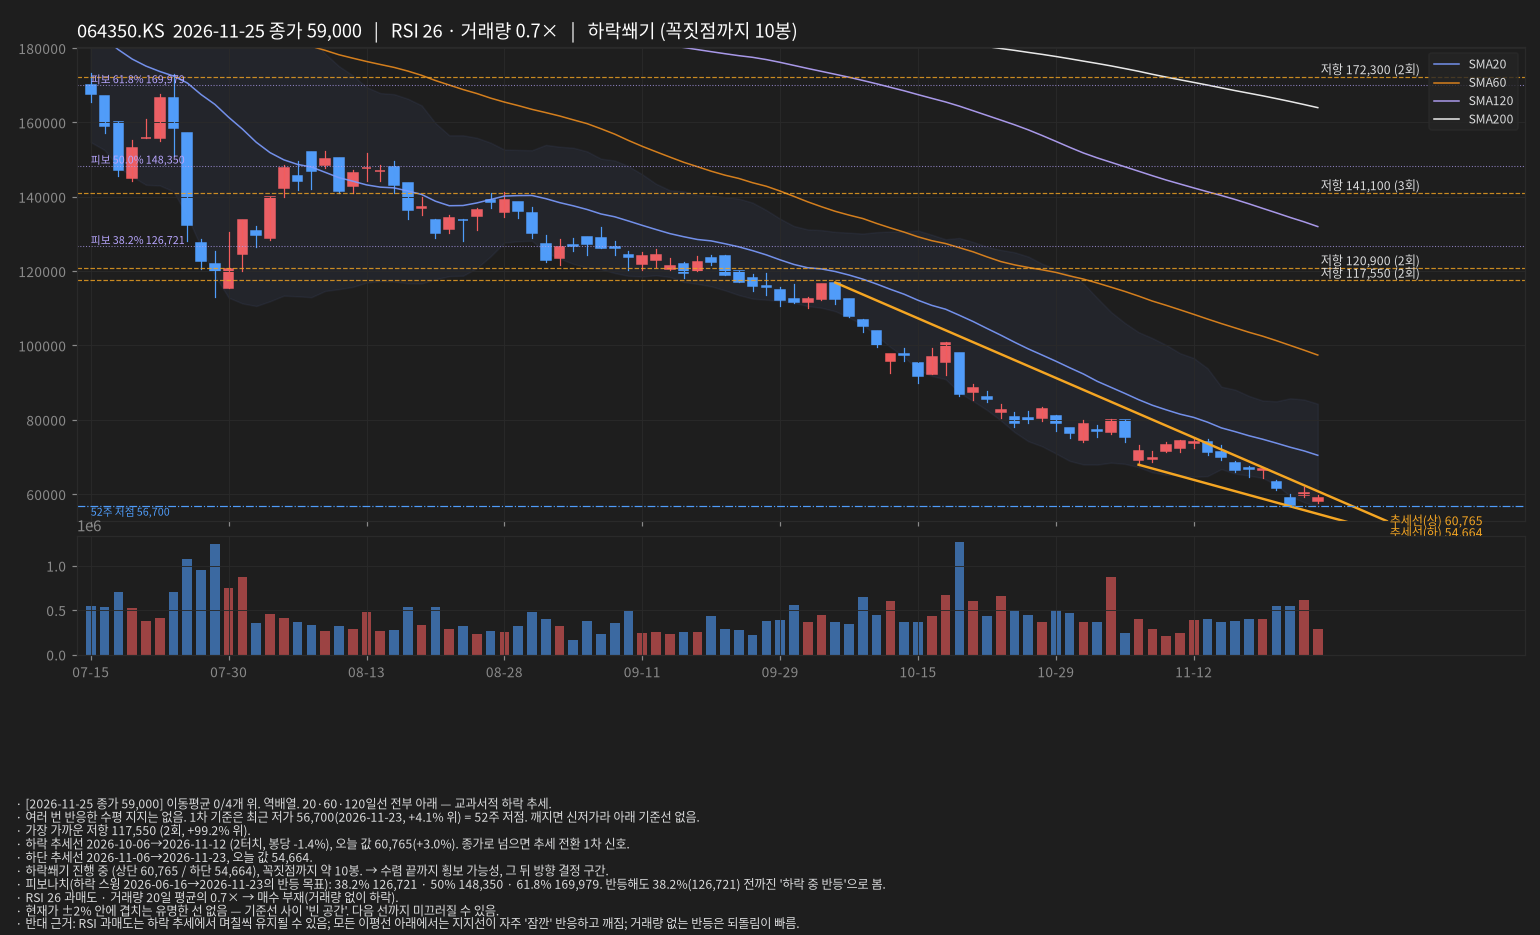 064350.KS 2026-11-25 종가 59,000 | RSI 26 · 거래량 0.7× | 하락쐐기 (꼭짓점까지 10봉)
180000
160000
140000
120000
100000
80000
60000
피보 61.8% 169,979
피보 50.0% 148,350
피보 38.2% 126,721
52주 저점 56,700
저항 172,300 (2회)
저항 141,100 (3회)
저항 120,900 (2회)
저항 117,550 (2회)
SMA20
SMA60
SMA120
SMA200
추세선(상) 60,765
추세선(하) 54,664
1e6
1.0
0.5
0.0
07-15
07-30
08-13
08-28
09-11
09-29
10-15
10-29
11-12
· [2026-11-25 종가 59,000] 이동평균 0/4개 위. 역배열. 20·60·120일선 전부 아래 — 교과서적 하락 추세.
· 여러 번 반응한 수평 지지는 없음. 1차 기준은 최근 저가 56,700(2026-11-23, +4.1% 위) = 52주 저점. 깨지면 신저가라 아래 기준선 없음.
· 가장 가까운 저항 117,550 (2회, +99.2% 위).
· 하락 추세선 2026-10-06→2026-11-12 (2터치, 봉당 -1.4%), 오늘 값 60,765(+3.0%). 종가로 넘으면 추세 전환 1차 신호.
· 하단 추세선 2026-11-06→2026-11-23, 오늘 값 54,664.
· 하락쐐기 진행 중 (상단 60,765 / 하단 54,664), 꼭짓점까지 약 10봉. → 수렴 끝까지 횡보 가능성, 그 뒤 방향 결정 구간.
· 피보나치(하락 스윙 2026-06-16→2026-11-23의 반등 목표): 38.2% 126,721 · 50% 148,350 · 61.8% 169,979. 반등해도 38.2%(126,721) 전까진 '하락 중 반등'으로 봄.
· RSI 26 과매도 · 거래량 20일 평균의 0.7× → 매수 부재(거래량 없이 하락).
· 현재가 ±2% 안에 겹치는 유명한 선 없음 — 기준선 사이 '빈 공간'. 다음 선까지 미끄러질 수 있음.
· 반대 근거: RSI 과매도는 하락 추세에서 며칠씩 유지될 수 있음; 모든 이평선 아래에서는 지지선이 자주 '잠깐' 반응하고 깨짐; 거래량 없는 반등은 되돌림이 빠름.